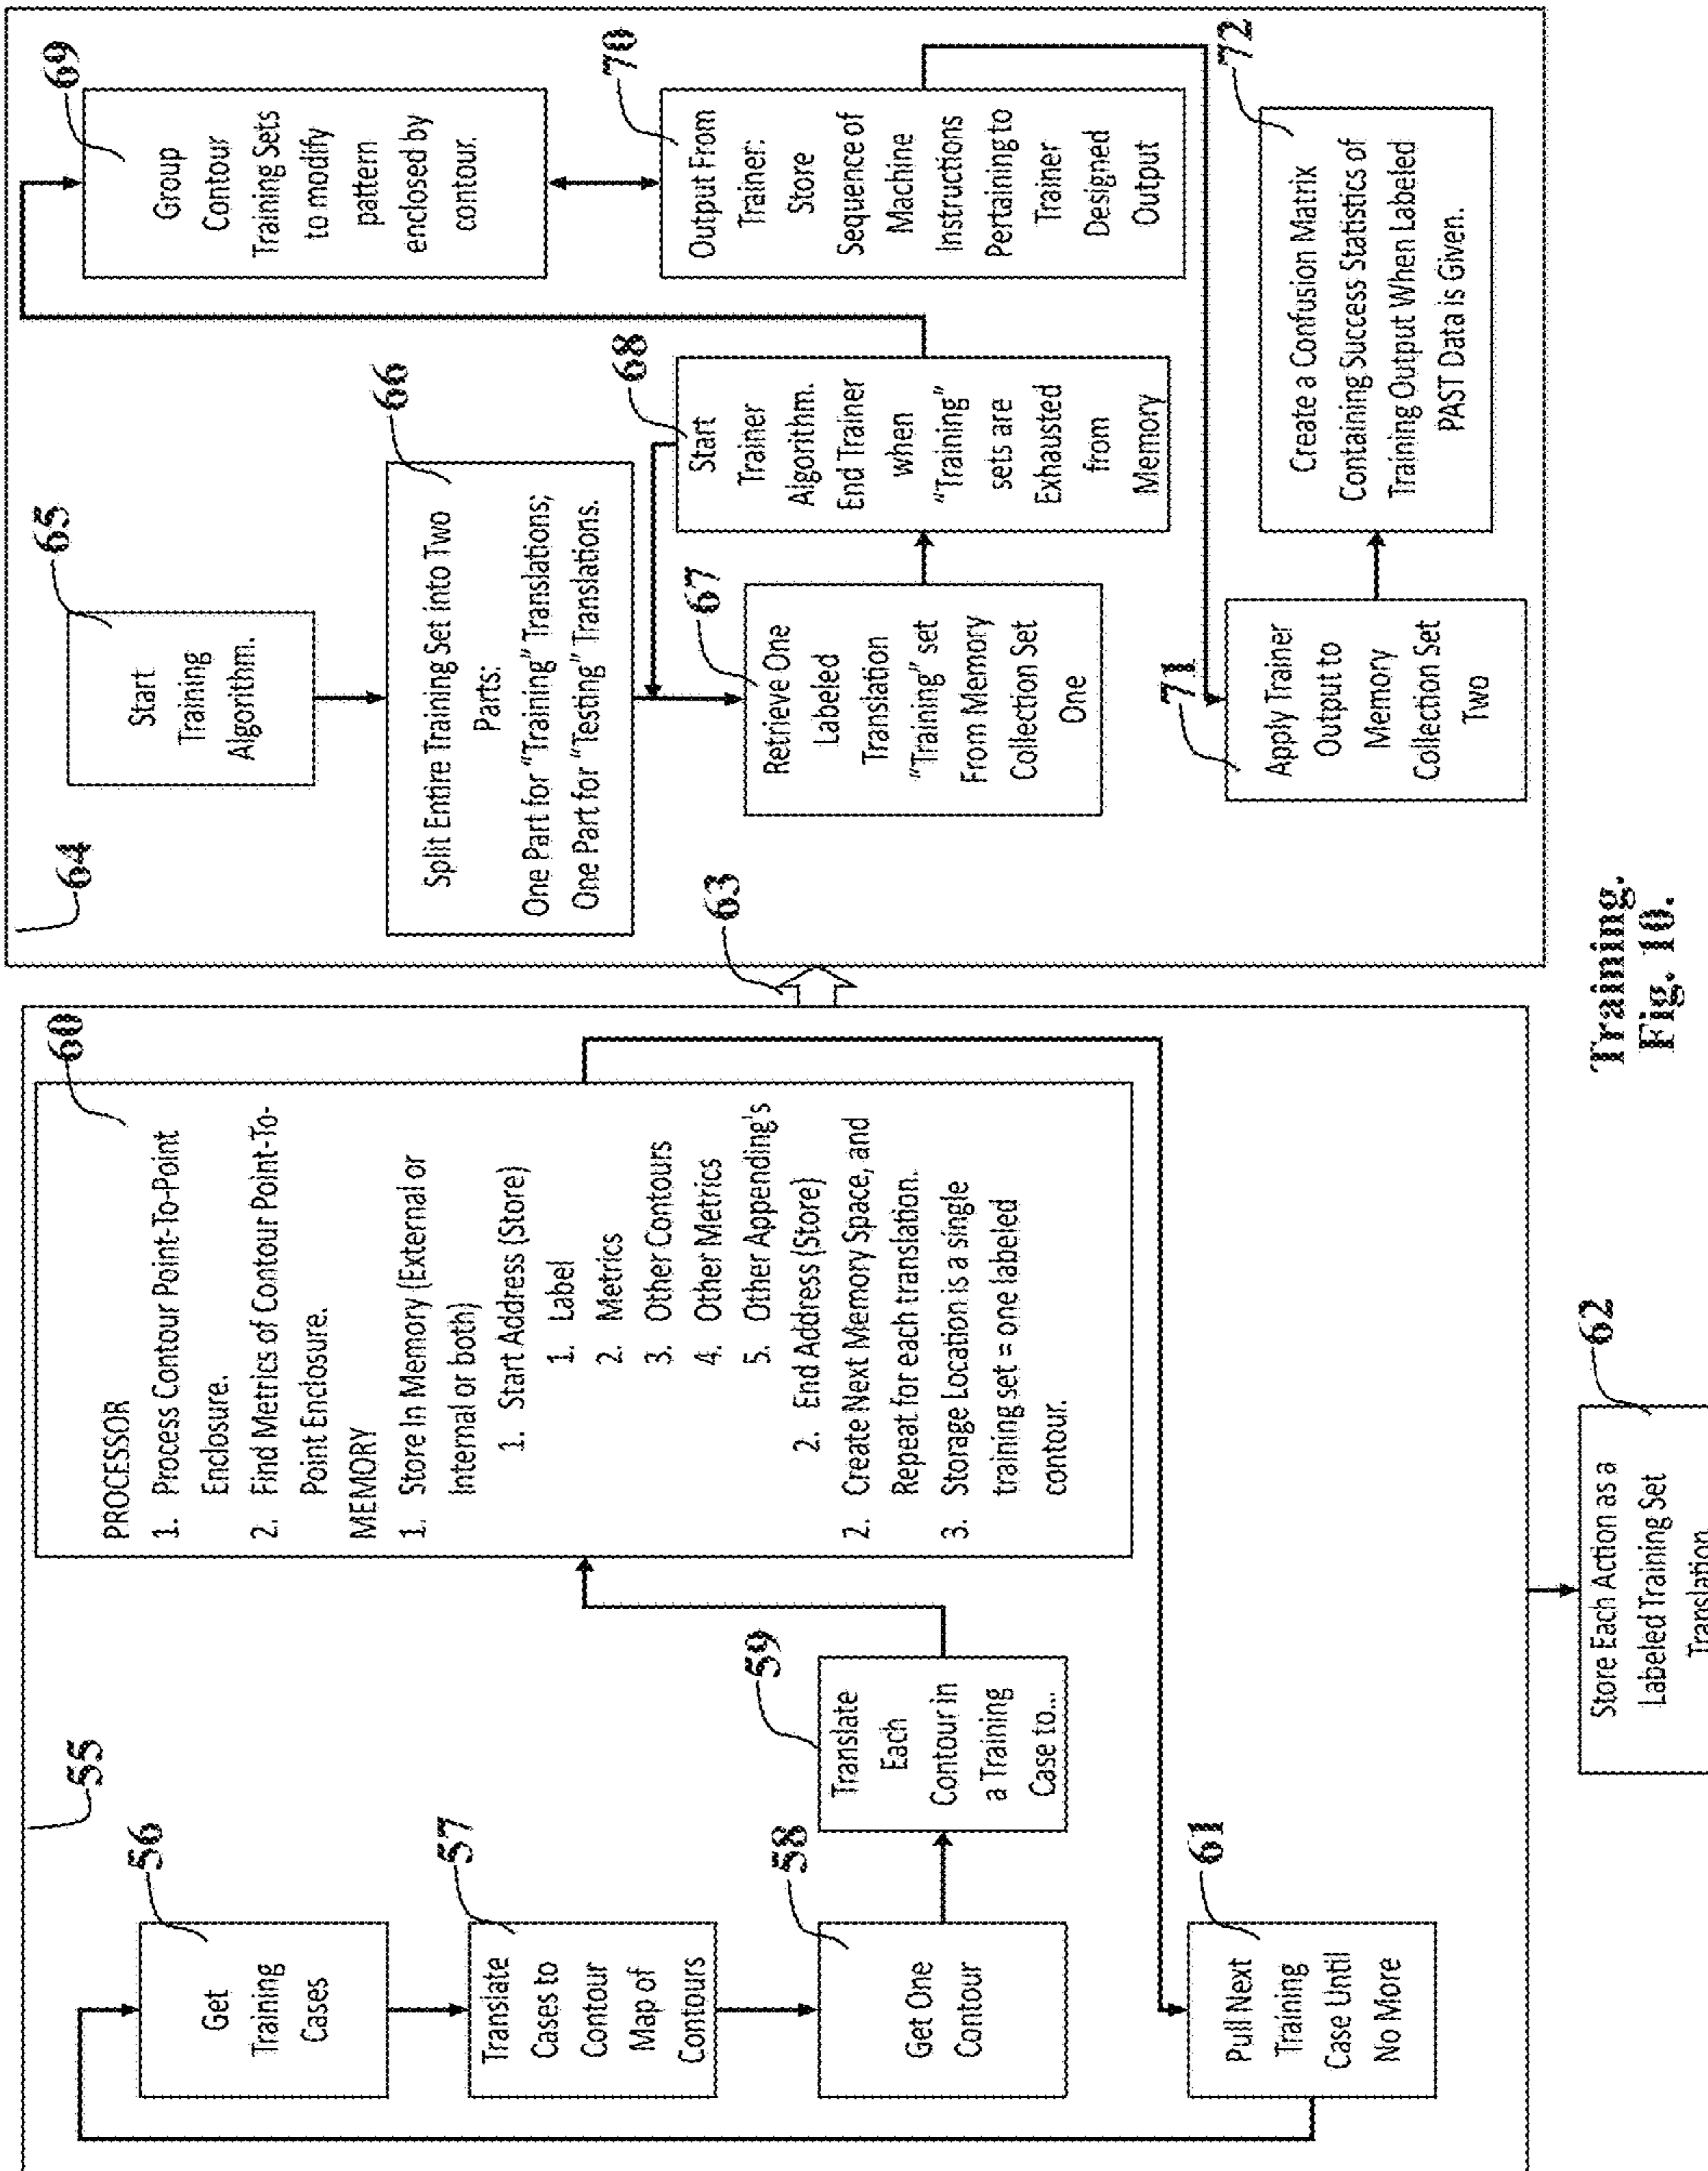 55
56
Get
Training
Cases
57
Translate
Cases to
Contour
Map of
Contours
58
Get One
Contour
59
Translate
Each
Contour in
a Training
Case to...
60
PROCESSOR
1. Process Contour Point-To-Point
Enclosure.
2. Find Metrics of Contour Point-To-
Point Enclosure.
MEMORY
1. Store In Memory (External or
Internal or both)
1. Start Address (Store)
1. Label
2. Metrics
3. Other Contours
4. Other Metrics
5. Other Appending's
2. End Address (Store)
2. Create Next Memory Space, and
Repeat for each translation.
3. Storage Location is a single
training set = one labeled
contour.
61
Pull Next
Training
Case Until
No More
62
Store Each Action as a
Labeled Training Set
Translation
63
64
65
Start
Training
Algorithm.
66
Split Entire Training Set into Two
Parts:
One Part for "Training" Translations;
One Part for "Testing" Translations.
67
Retrieve One
Labeled
Translation
"Training" set
From Memory
Collection Set
One
68
Start
Trainer
Algorithm.
End Trainer
when
"Training"
sets are
Exhausted
from
Memory
69
Group
Contour
Training Sets
to modify
pattern
enclosed by
contour.
70
Output From
Trainer:
Store
Sequence of
Machine
Instructions
Pertaining to
Trainer
Designed
Output
71
Apply Trainer
Output to
Memory
Collection Set
Two
72
Create a Confusion Matrix
Containing Success Statistics of
Training Output When Labeled
PAST Data is Given.
Training.
Fig. 10.